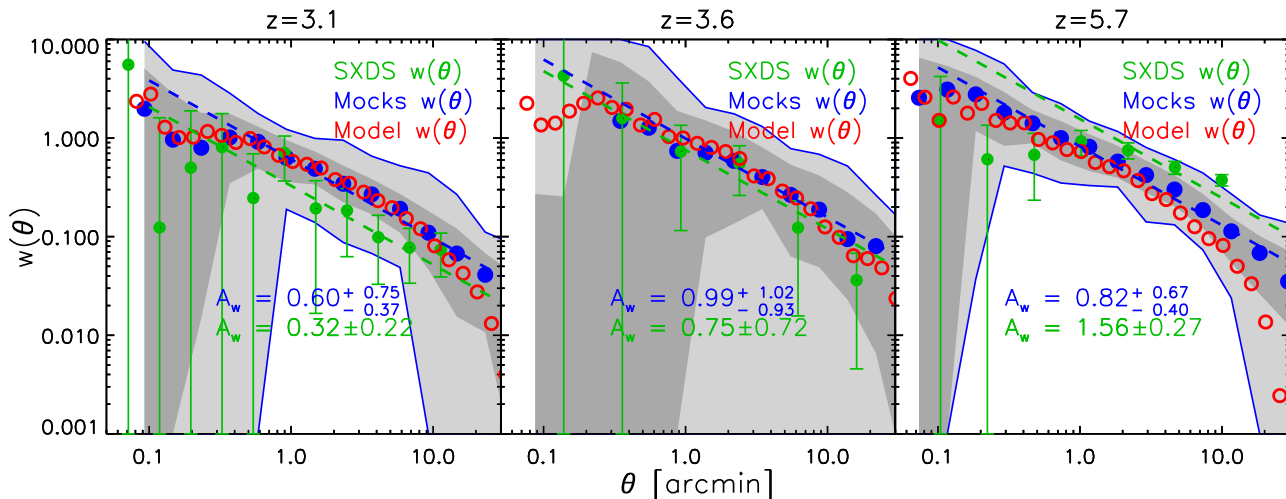 z=3.1 z=3.6 z=5.7
10.000
1.000
0.100
0.010
0.001
w(θ)
SXDS w(θ)
Mocks w(θ)
Model w(θ)
A_w = 0.60 + 0.75 - 0.37
A_w = 0.32±0.22
SXDS w(θ)
Mocks w(θ)
Model w(θ)
A_w = 0.99 + 1.02 - 0.93
A_w = 0.75±0.72
SXDS w(θ)
Mocks w(θ)
Model w(θ)
A_w = 0.82 + 0.67 - 0.40
A_w = 1.56±0.27
0.1 1.0 10.0 0.1 1.0 10.0 0.1 1.0 10.0
θ [arcmin]